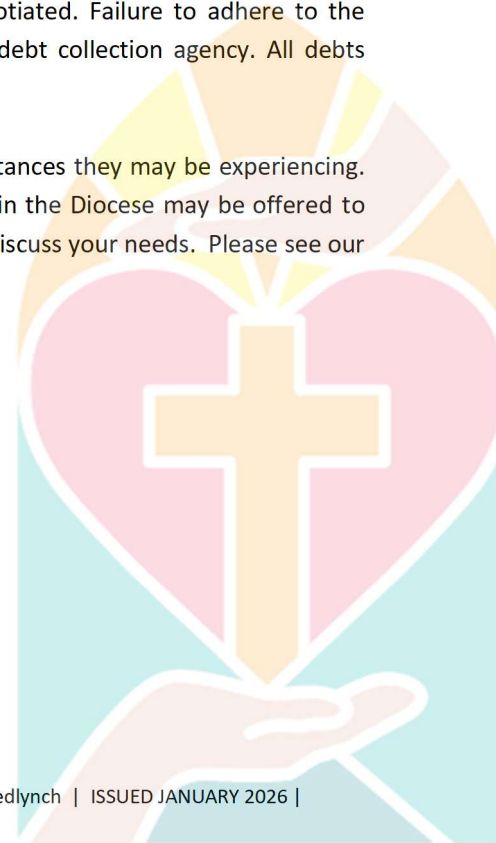 otiated. Failure to adhere to the
debt collection agency. All debts
tances they may be experiencing.
in the Diocese may be offered to
iscuss your needs. Please see our
edlynch | ISSUED JANUARY 2026 |